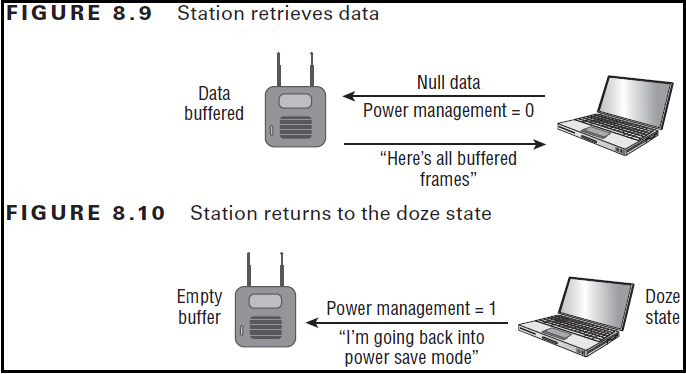 FIGURE 8.9 Station retrieves data
Null data
Data
buffered
Power management = 0
“Here’s all buffered
frames”
FIGURE 8.10 Station returns to the doze state
Empty
buffer
Power management = 1
“I’m going back into
power save mode”
Doze
state